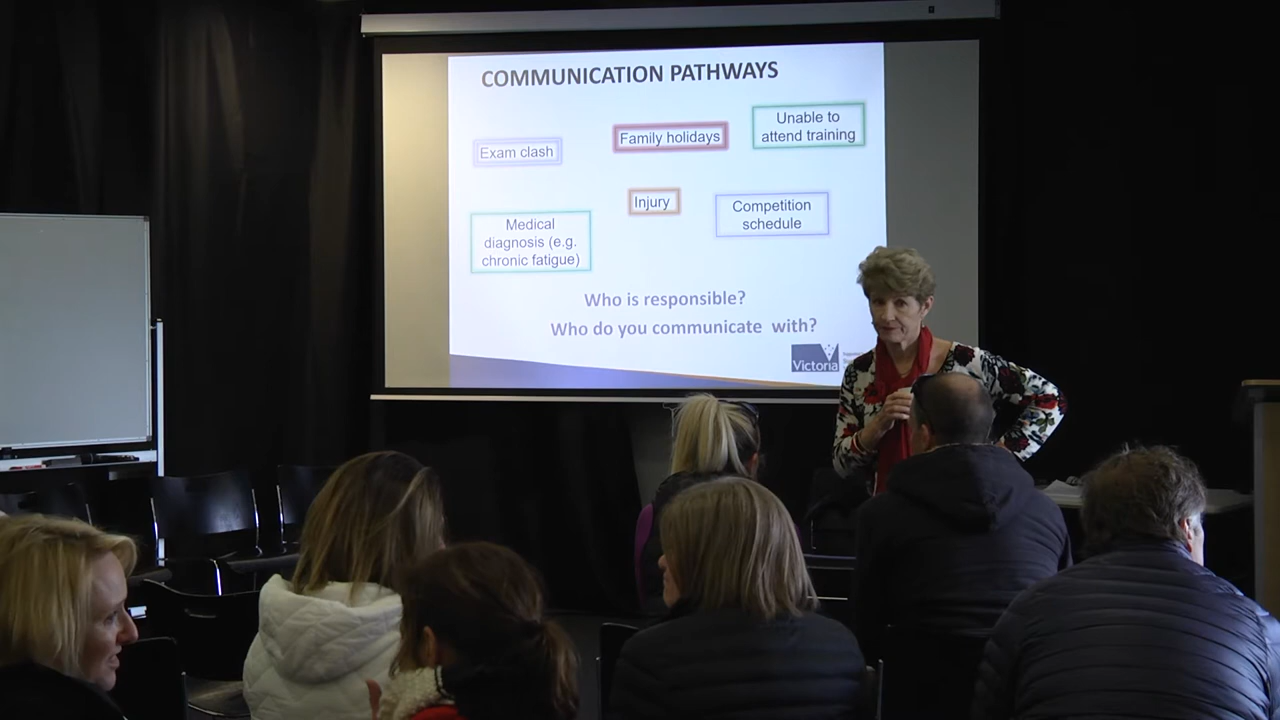 COMMUNICATION PATHWAYS
Unable to
attend training
Family holidays
Exam clash
Injury
Competition
schedule
Medical
diagnosis (e.g.
chronic fatigue)
Who is responsible?
Who do you communicate with?
Victoria